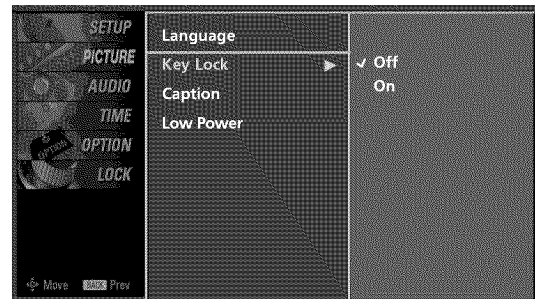 SETUP
PICTURE
AUDIO
TIME
OPTION
LOCK
Move BACK Prev
Language
Key Lock
Caption
Low Power
✓ Off
On